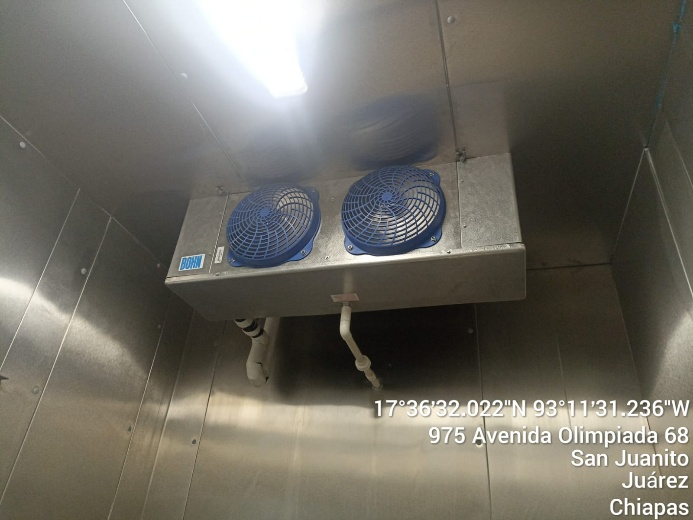 BOHN
17°36'32.022"N 93°11'31.236"W
975 Avenida Olimpiada 68
San Juanito
Juárez
Chiapas